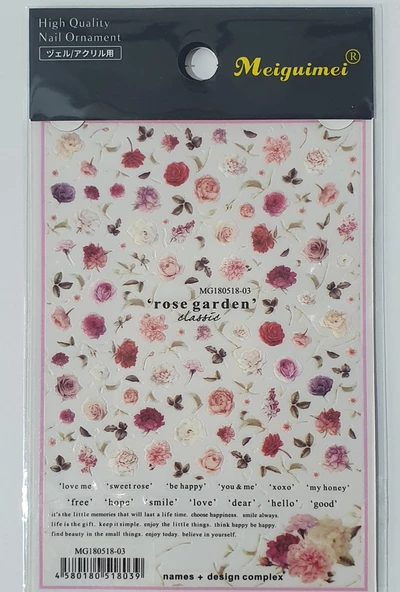 High Quality
Nail Ornament
ヅェル/アクリル用
Meiguimei®
MG180518-03
'rose garden'
classic
'love me' 'sweet rose' 'be happy' 'you & me' 'xoxo' 'my honey'
'free' 'hope' 'smile' 'love' 'dear' 'hello' 'good'
it's the little memories that will last a life time. choose happiness. smile always.
life is the gift. keep it simple. enjoy the little things. think happy be happy.
find beauty in the small things. enjoy today. believe in yourself.
MG180518-03
4 580180 518039
names + design complex